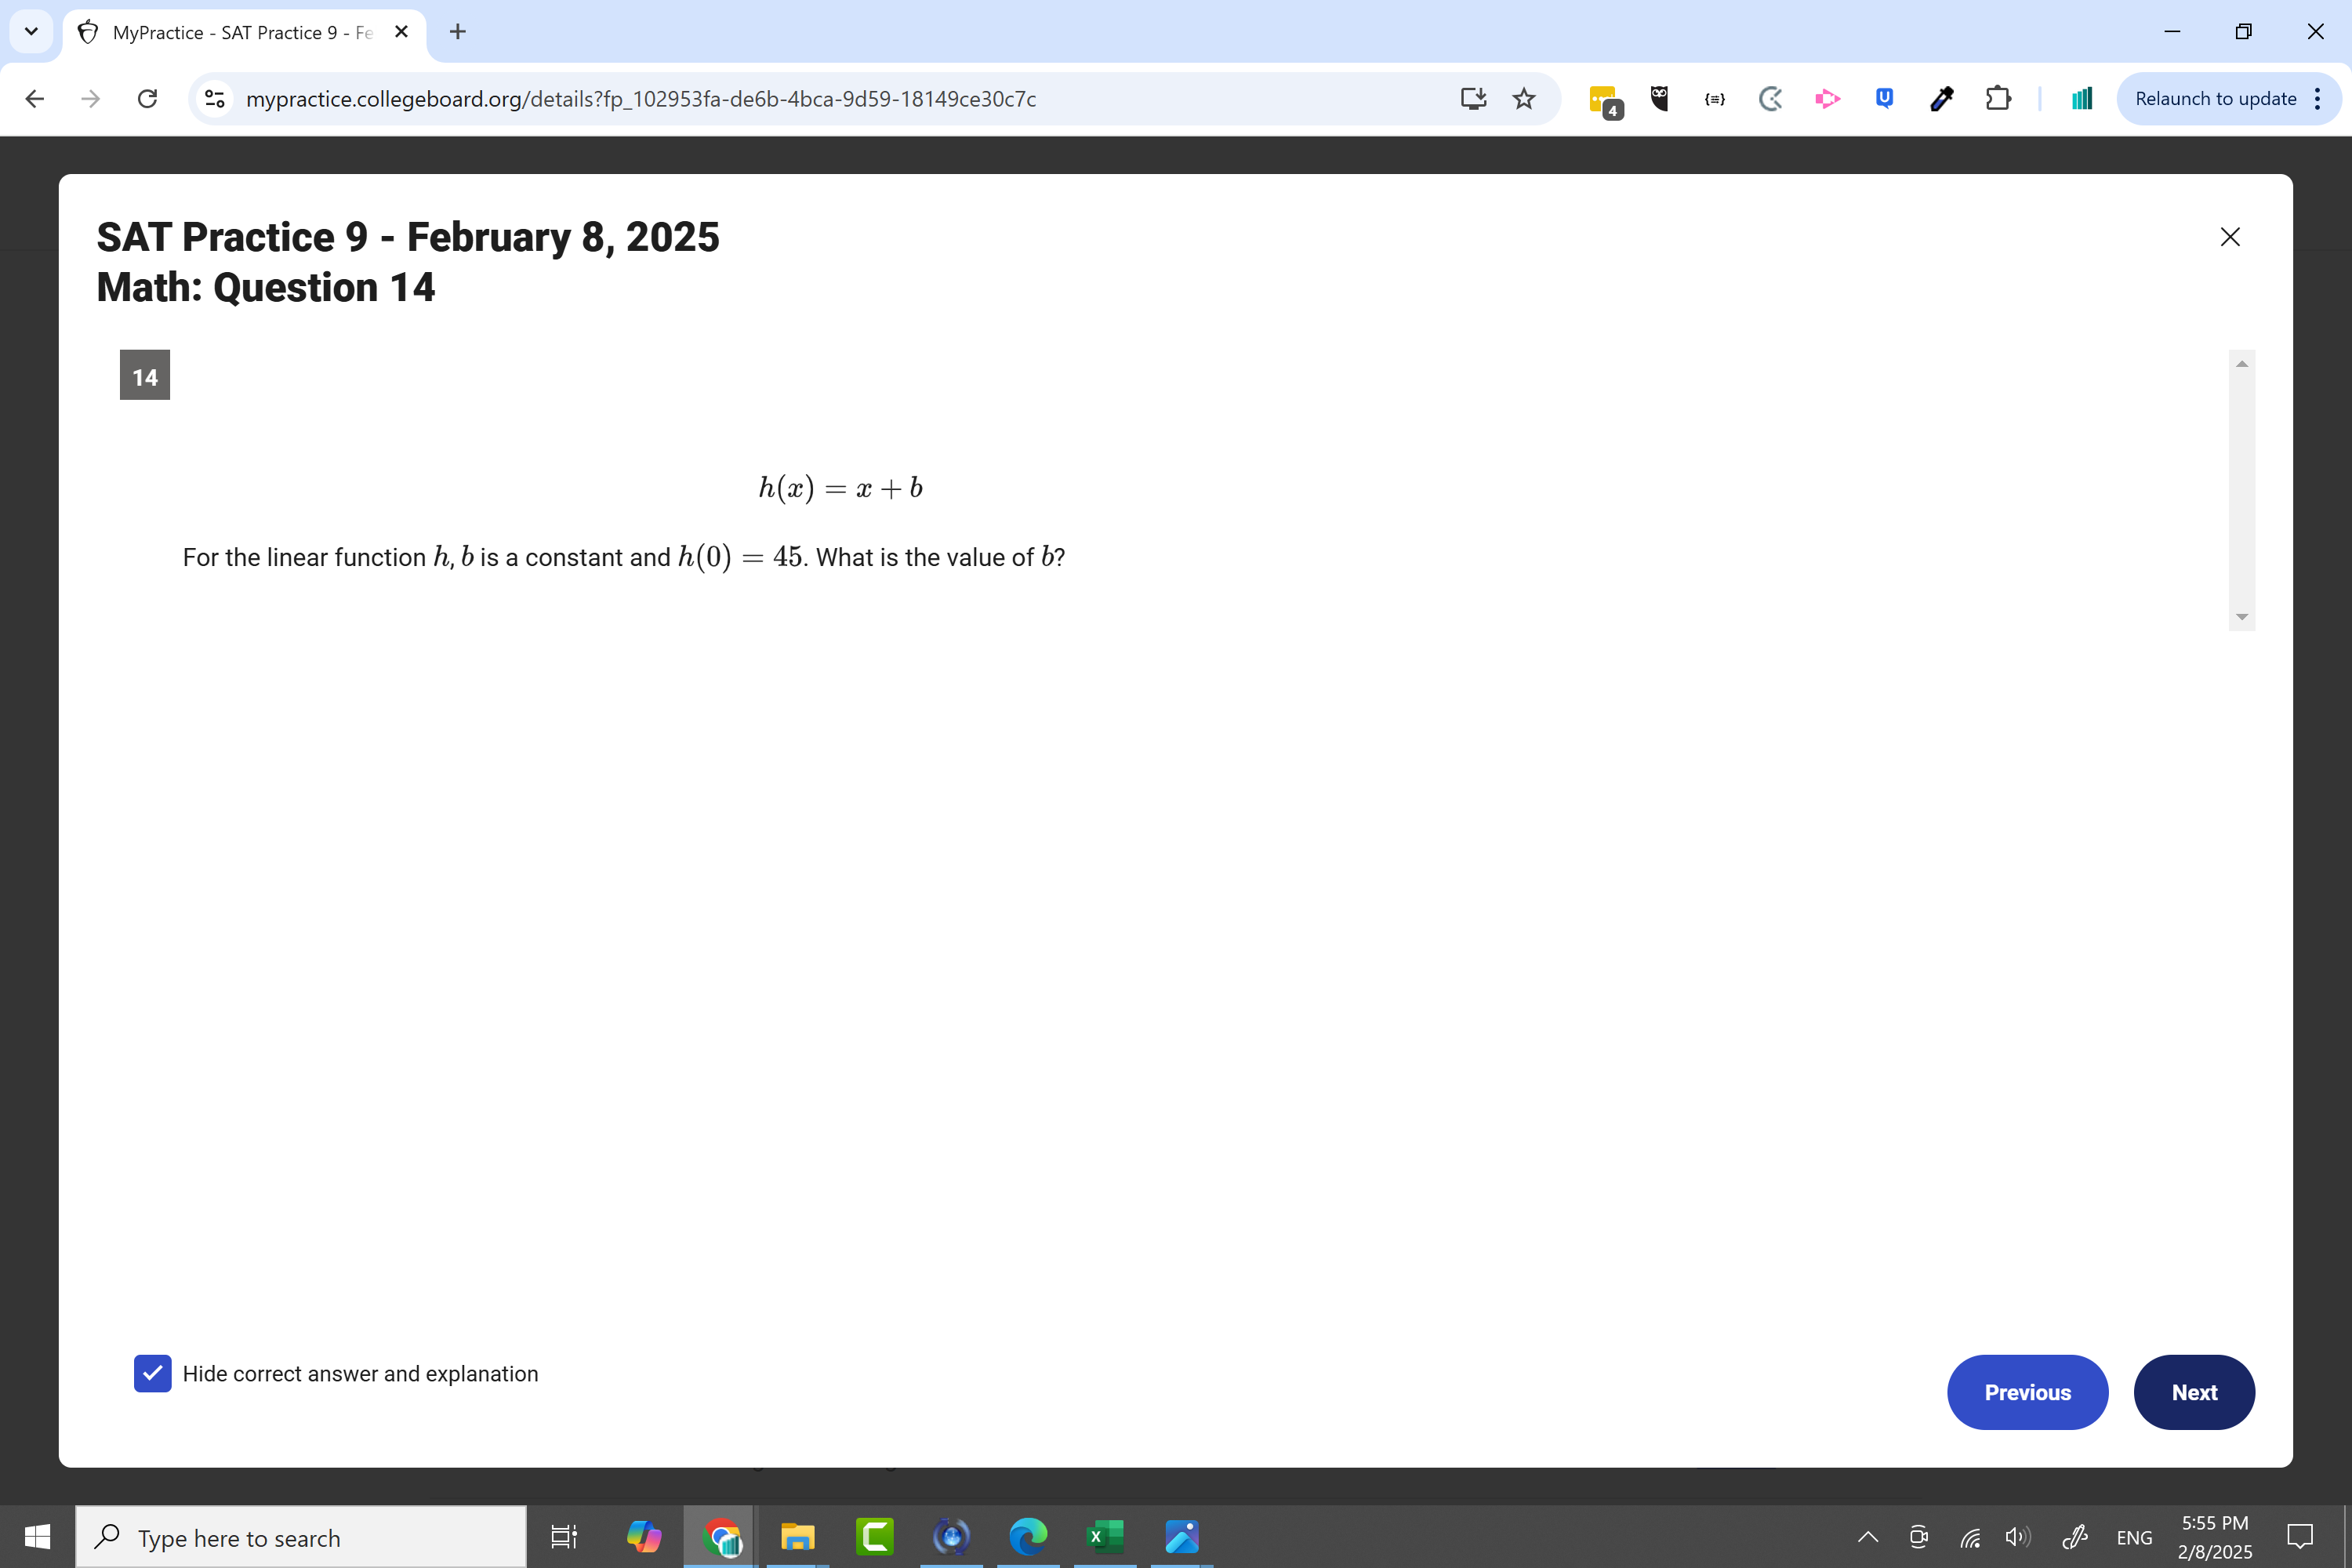 MyPractice - SAT Practice 9 - Fe
mypractice.collegeboard.org/details?fp_102953fa-de6b-4bca-9d59-18149ce30c7c
4
Relaunch to update
SAT Practice 9 - February 8, 2025
Math: Question 14
14
h(x) = x + b
For the linear function h, b is a constant and h(0) = 45. What is the value of b?
Hide correct answer and explanation
Previous
Next
Type here to search
ENG
5:55 PM
2/8/2025